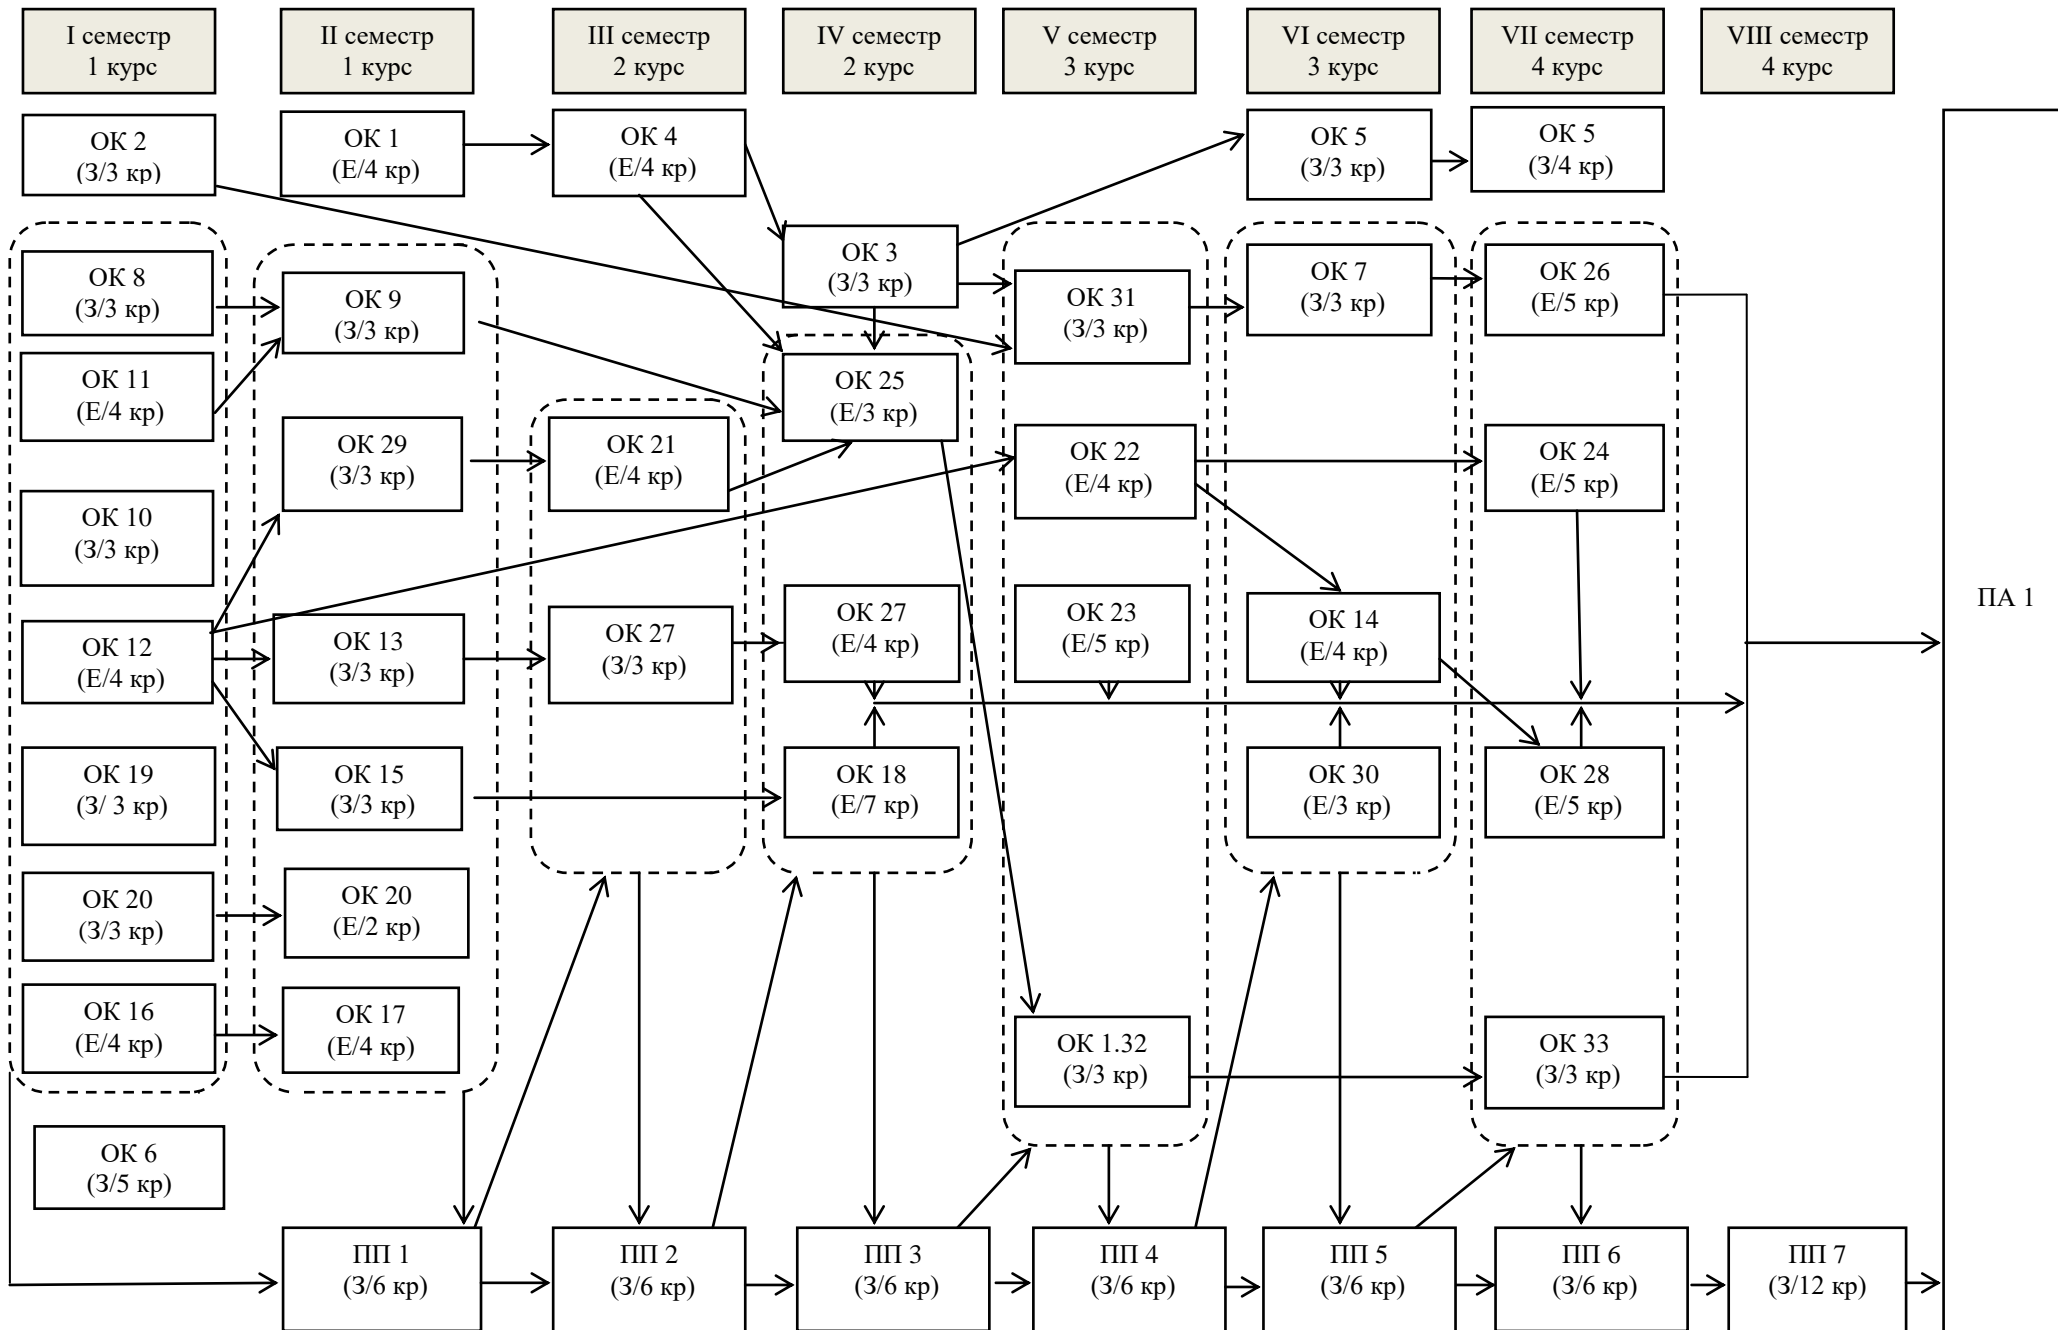 I семестр
1 курс
II семестр
1 курс
III семестр
2 курс
IV семестр
2 курс
V семестр
3 курс
VI семестр
3 курс
VII семестр
4 курс
VIII семестр
4 курс
ОК 2
(З/3 кр)
ОК 1
(Е/4 кр)
ОК 4
(Е/4 кр)
ОК 5
(З/3 кр)
ОК 5
(З/4 кр)
ОК 3
(З/3 кр)
ОК 8
(З/3 кр)
ОК 9
(З/3 кр)
ОК 31
(З/3 кр)
ОК 7
(З/3 кр)
ОК 26
(Е/5 кр)
ОК 11
(Е/4 кр)
ОК 25
(Е/3 кр)
ОК 29
(З/3 кр)
ОК 21
(Е/4 кр)
ОК 22
(Е/4 кр)
ОК 24
(Е/5 кр)
ОК 10
(З/3 кр)
ОК 12
(Е/4 кр)
ОК 13
(З/3 кр)
ОК 27
(З/3 кр)
ОК 27
(Е/4 кр)
ОК 23
(Е/5 кр)
ОК 14
(Е/4 кр)
ПА 1
ОК 19
(З/ 3 кр)
ОК 15
(З/3 кр)
ОК 18
(Е/7 кр)
ОК 30
(Е/3 кр)
ОК 28
(Е/5 кр)
ОК 20
(З/3 кр)
ОК 20
(Е/2 кр)
ОК 16
(Е/4 кр)
ОК 17
(Е/4 кр)
ОК 1.32
(З/3 кр)
ОК 33
(З/3 кр)
ОК 6
(З/5 кр)
ПП 1
(З/6 кр)
ПП 2
(З/6 кр)
ПП 3
(З/6 кр)
ПП 4
(З/6 кр)
ПП 5
(З/6 кр)
ПП 6
(З/6 кр)
ПП 7
(З/12 кр)